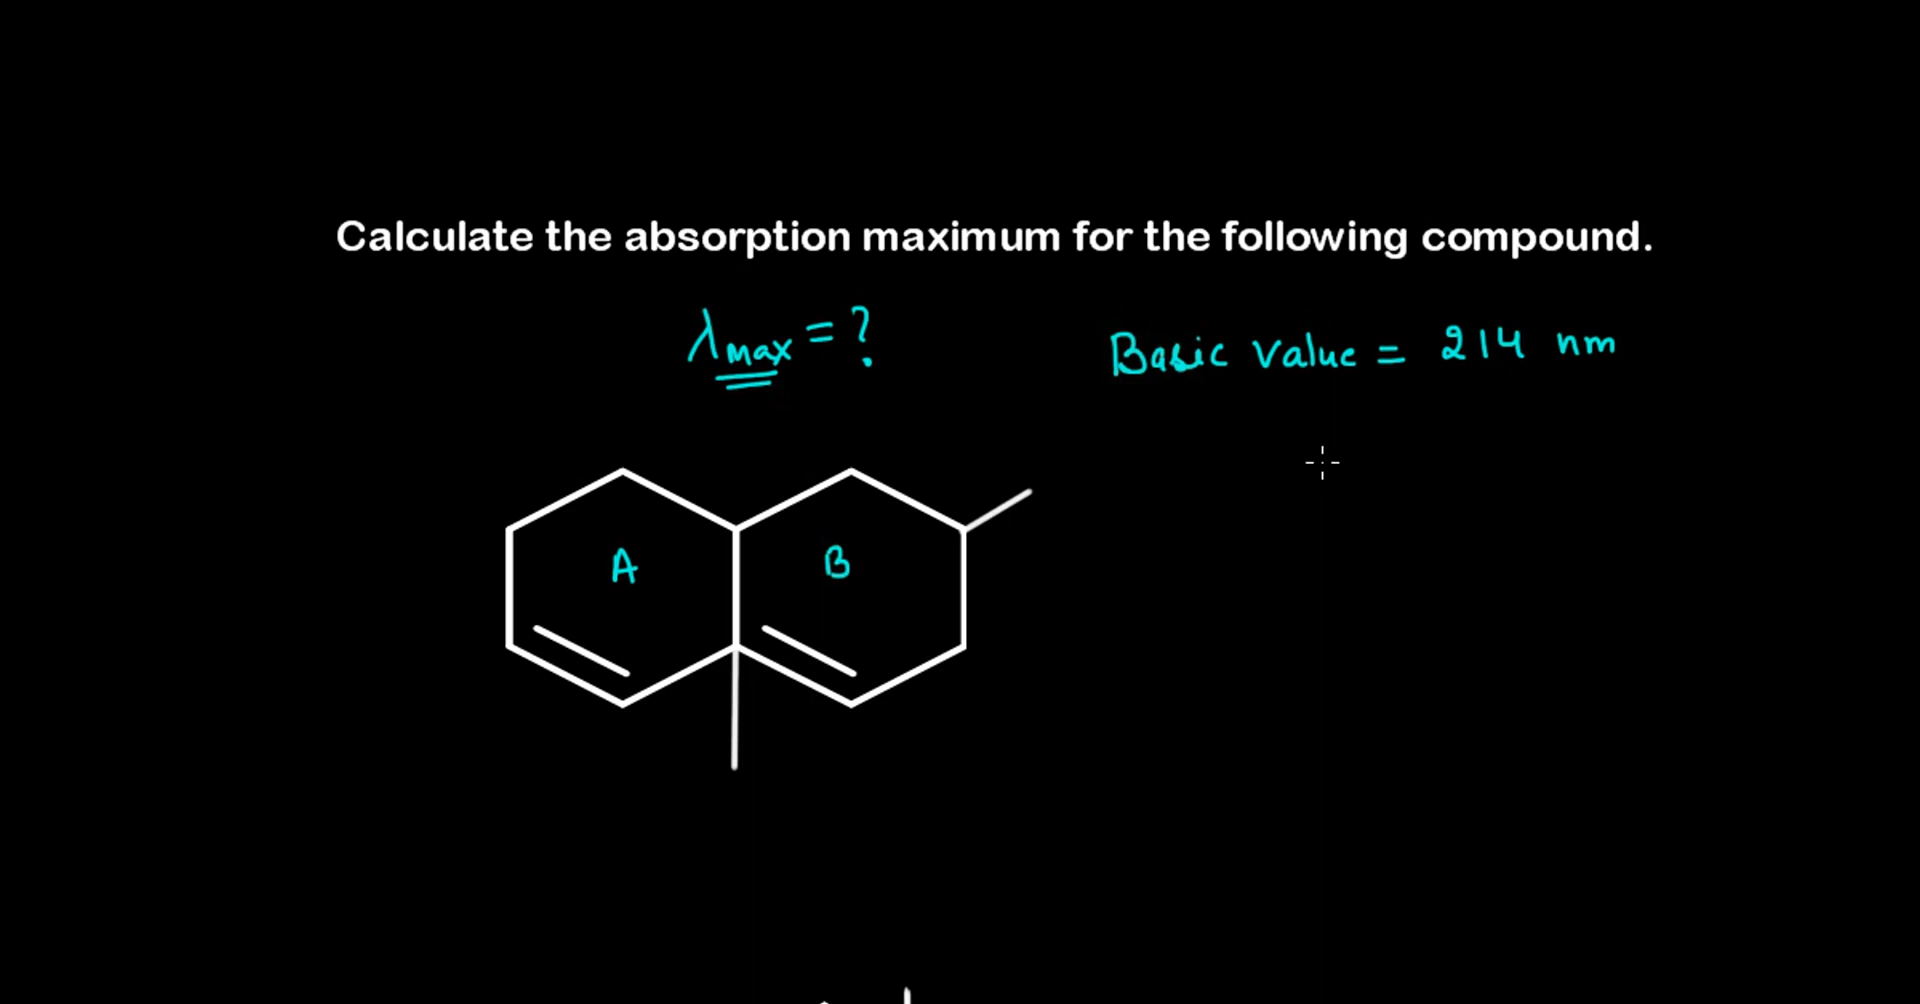 Calculate the absorption maximum for the following compound.
λmax = ?
Basic Value = 214 nm
A
B